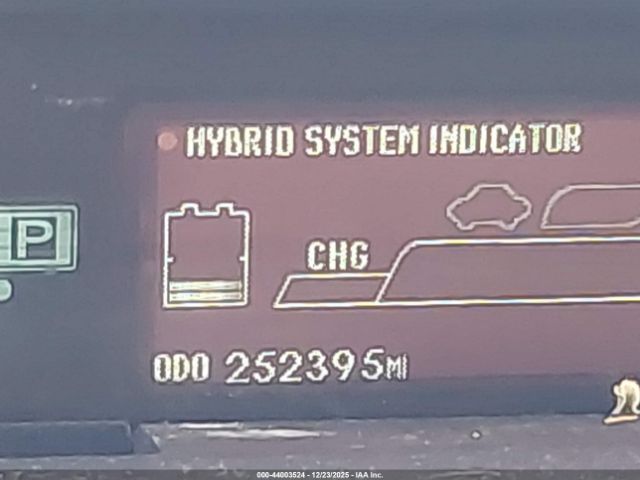 HYBRID SYSTEM INDICATOR
P
CHG
ODO 252395MI
000-44003524 - 12/23/2025 - IAA Inc.